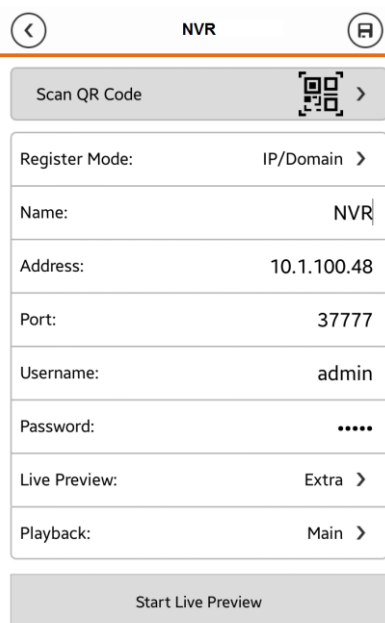 NVR
Scan QR Code
Register Mode: IP/Domain
Name: NVR
Address: 10.1.100.48
Port: 37777
Username: admin
Password: •••••
Live Preview: Extra
Playback: Main
Start Live Preview